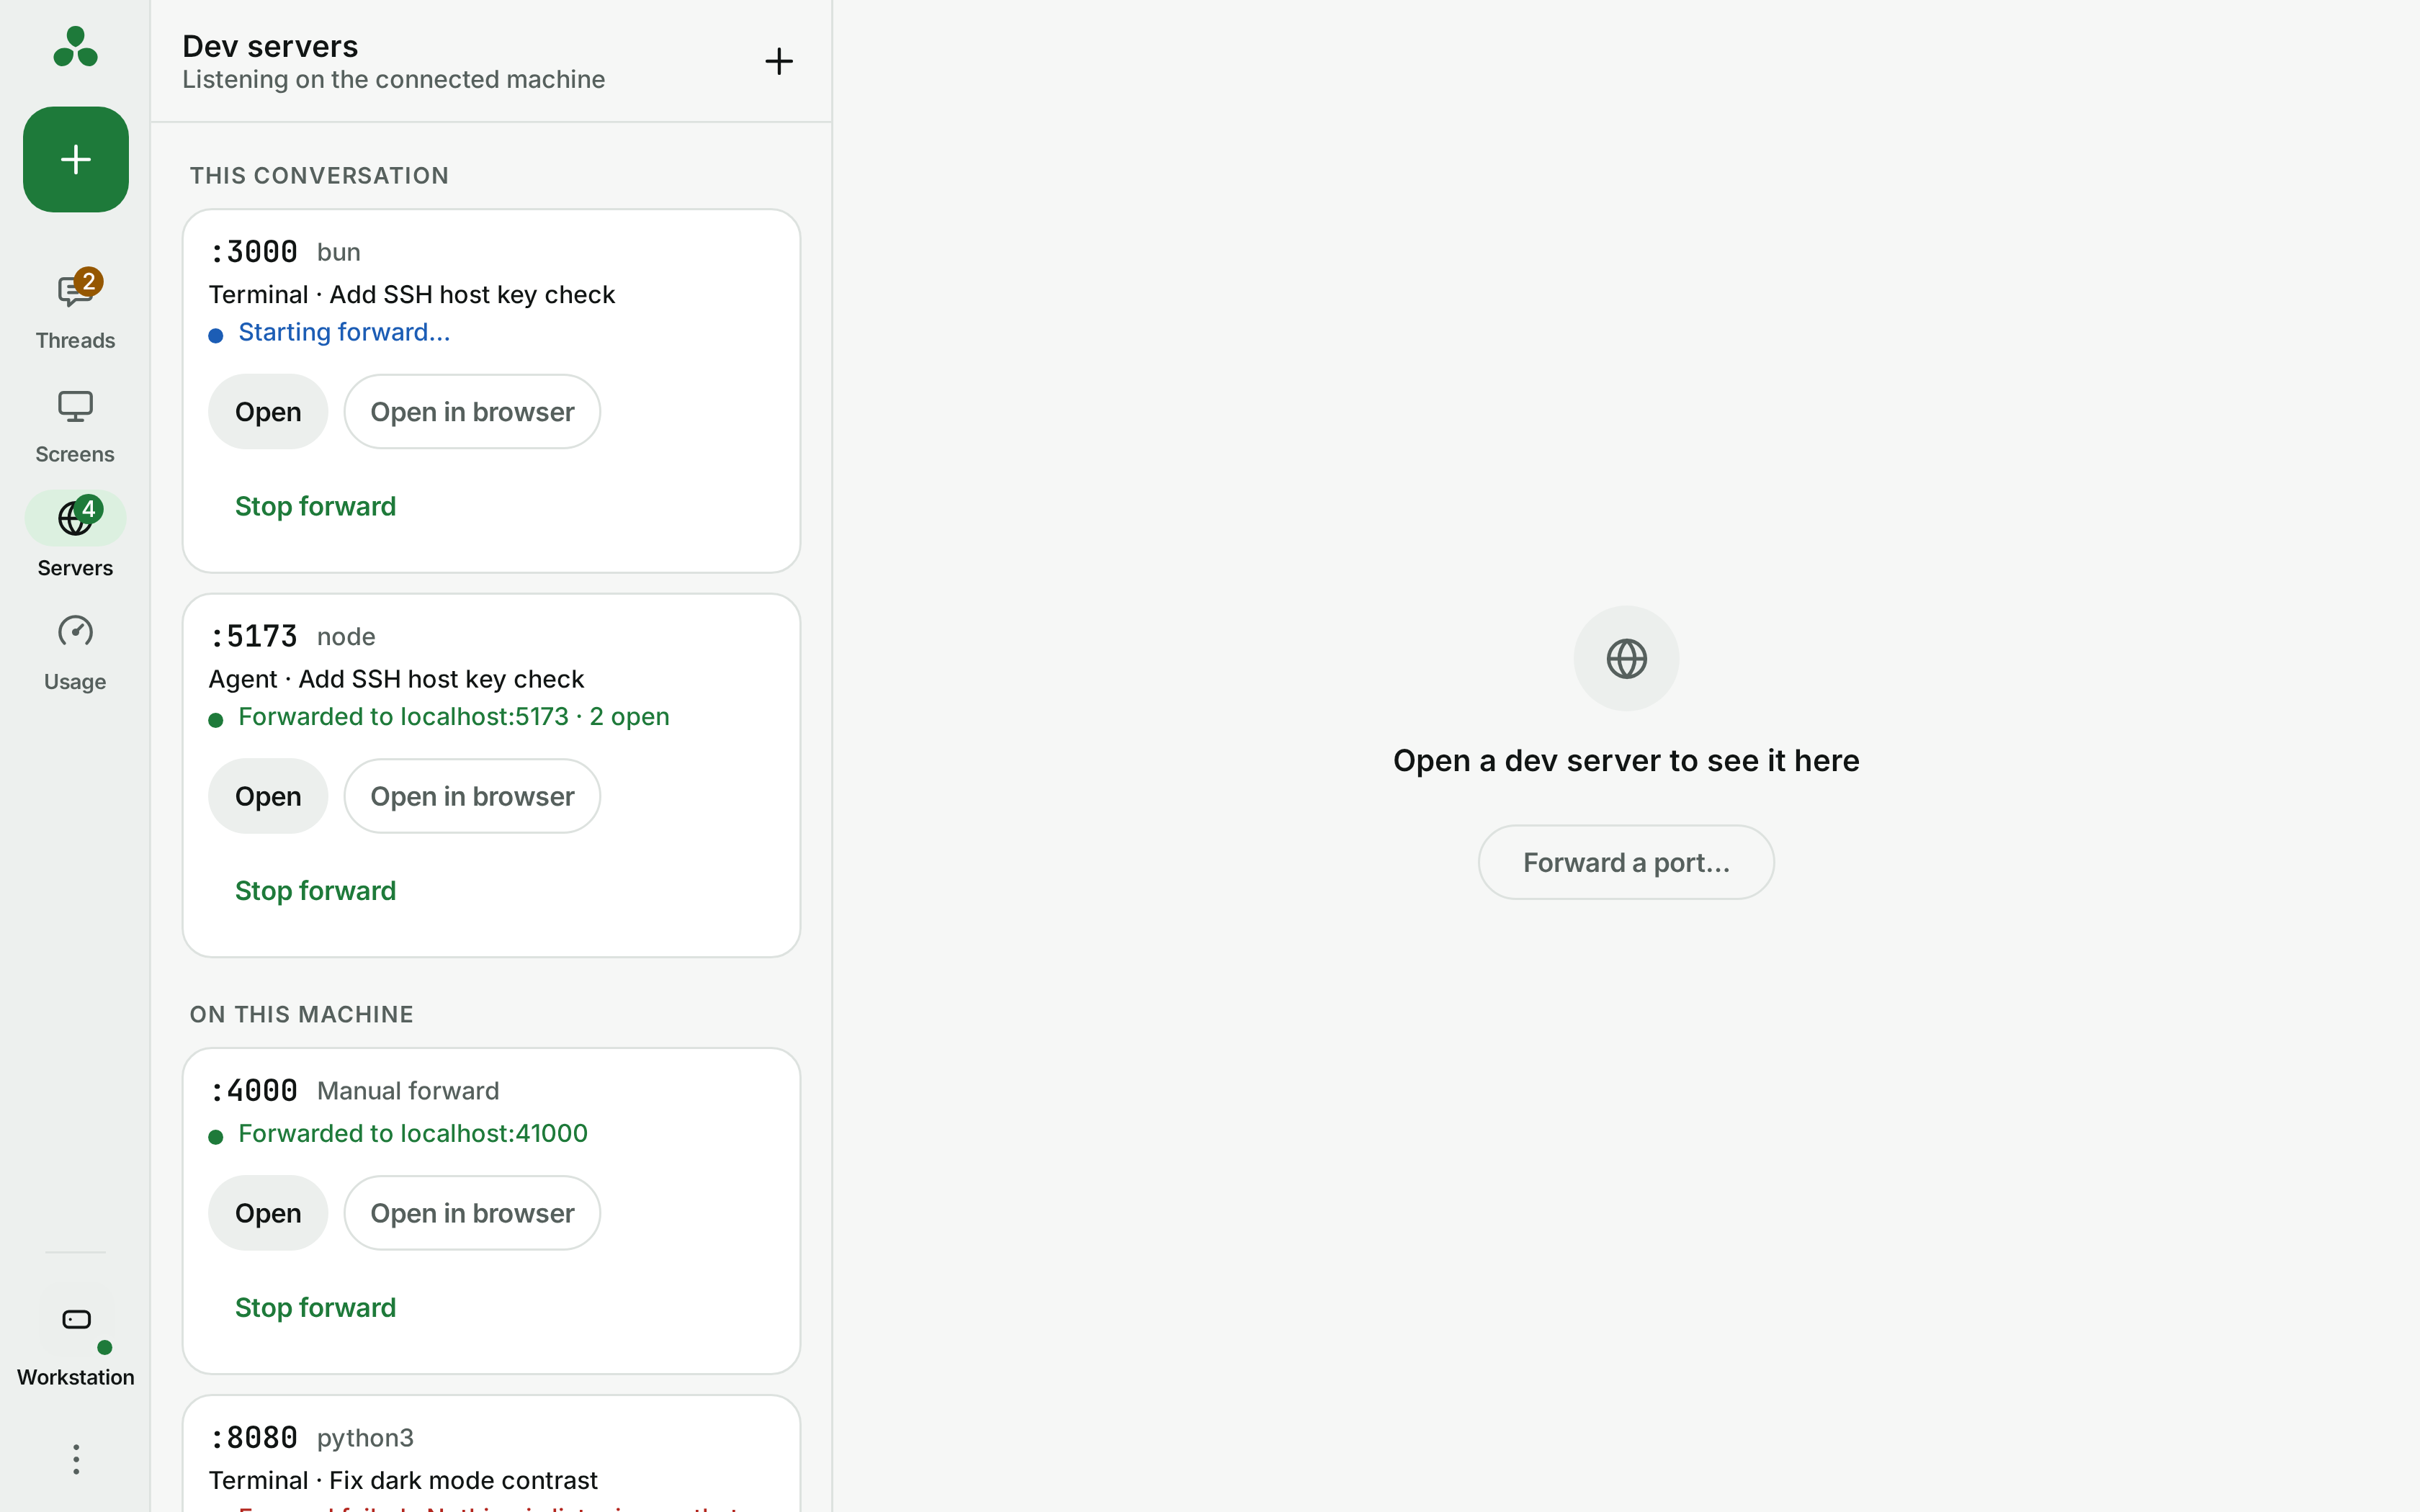 Dev servers
Listening on the connected machine
THIS CONVERSATION
:3000 bun
Terminal · Add SSH host key check
Starting forward...
Open
Open in browser
Stop forward
:5173 node
Agent · Add SSH host key check
Forwarded to localhost:5173 · 2 open
Open
Open in browser
Stop forward
ON THIS MACHINE
:4000 Manual forward
Forwarded to localhost:41000
Open
Open in browser
Stop forward
:8080 python3
Terminal · Fix dark mode contrast
2
Threads
Screens
4
Servers
Usage
Workstation
Open a dev server to see it here
Forward a port...